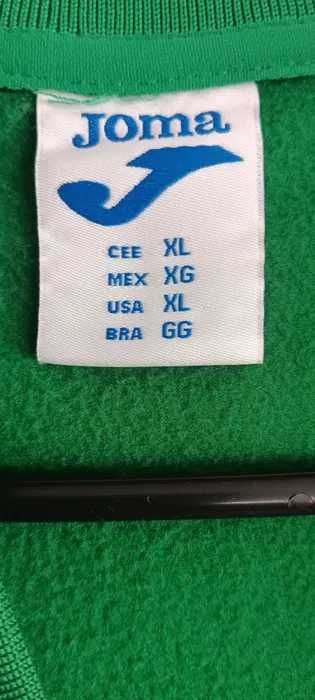 Joma
CEE XL
MEX XG
USA XL
BRA GG